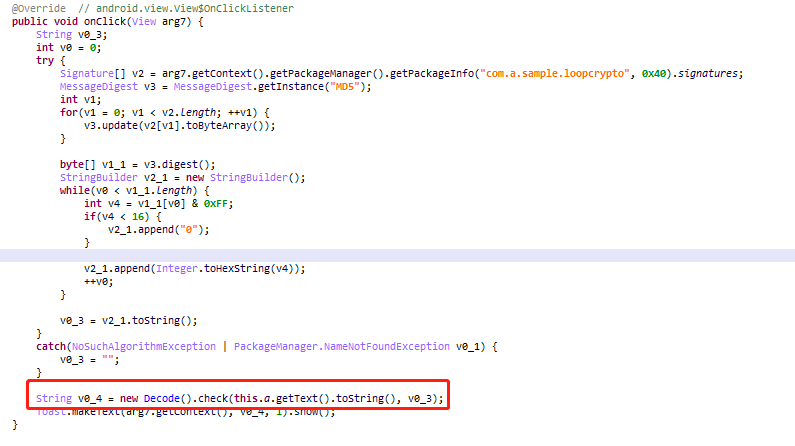 @Override  // android.view.View$OnClickListener
public void onClick(View arg7) {
    String v0_3;
    int v0 = 0;
    try {
        Signature[] v2 = arg7.getContext().getPackageManager().getPackageInfo("com.a.sample.loopcrypto", 0x40).signatures;
        MessageDigest v3 = MessageDigest.getInstance("MD5");
        int v1;
        for(v1 = 0; v1 < v2.length; ++v1) {
            v3.update(v2[v1].toByteArray());
        }
        byte[] v1_1 = v3.digest();
        StringBuilder v2_1 = new StringBuilder();
        while(v0 < v1_1.length) {
            int v4 = v1_1[v0] & 0xFF;
            if(v4 < 16) {
                v2_1.append("0");
            }
            v2_1.append(Integer.toHexString(v4));
            ++v0;
        }
        v0_3 = v2_1.toString();
    }
    catch(NoSuchAlgorithmException | PackageManager.NameNotFoundException v0_1) {
        v0_3 = "";
    }
    String v0_4 = new Decode().check(this.a.getText().toString(), v0_3);
    Toast.makeText(arg7.getContext(), v0_4, 1).show();
}